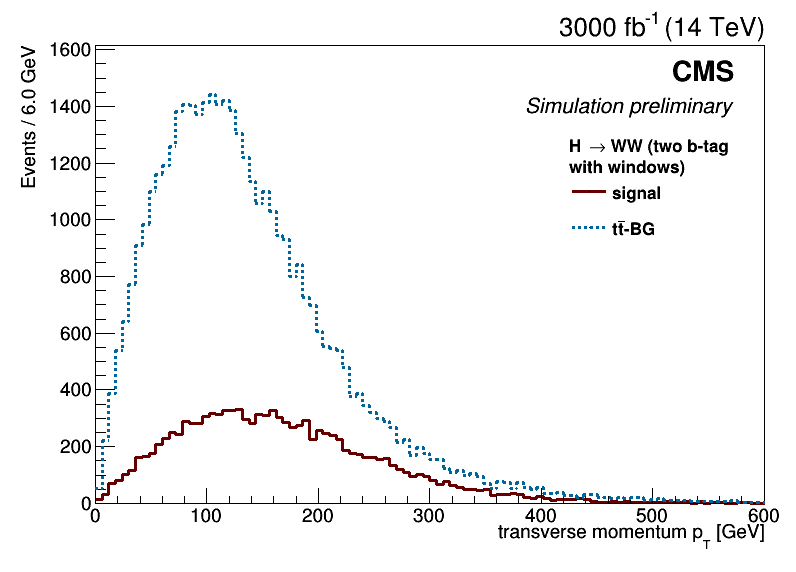 3000 fb-1 (14 TeV)
CMS
Simulation preliminary
H → WW (two b-tag
with windows)
signal
tt̄-BG
Events / 6.0 GeV
1600
1400
1200
1000
800
600
400
200
0
0 100 200 300 400 500 600
transverse momentum pT [GeV]